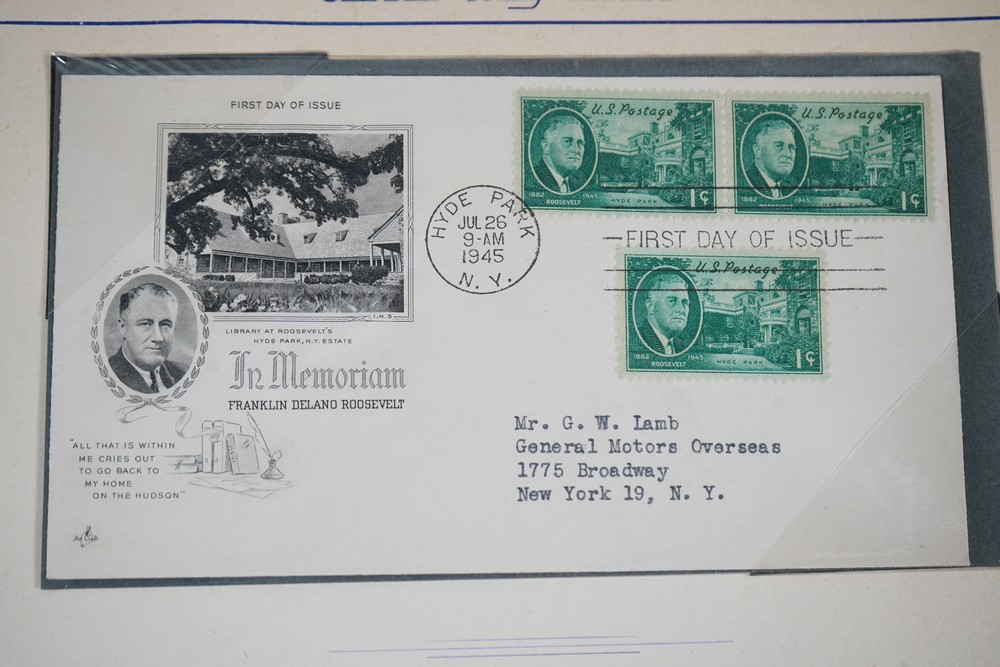 FIRST DAY OF ISSUE
I.N.S
LIBRARY AT ROOSEVELT'S
HYDE PARK, N.Y. ESTATE
In Memoriam
FRANKLIN DELANO ROOSEVELT
"ALL THAT IS WITHIN
ME CRIES OUT
TO GO BACK TO
MY HOME
ON THE HUDSON"
HYDE PARK
JUL 26
9-AM
1945
N. Y.
U.S. Postage
1882 1945
ROOSEVELT HYDE PARK
1¢
U.S. Postage
1882 1945
ROOSEVELT HYDE PARK
1¢
FIRST DAY OF ISSUE
U.S. Postage
1882 1945
ROOSEVELT HYDE PARK
1¢
Mr. G. W. Lamb
General Motors Overseas
1775 Broadway
New York 19, N. Y.